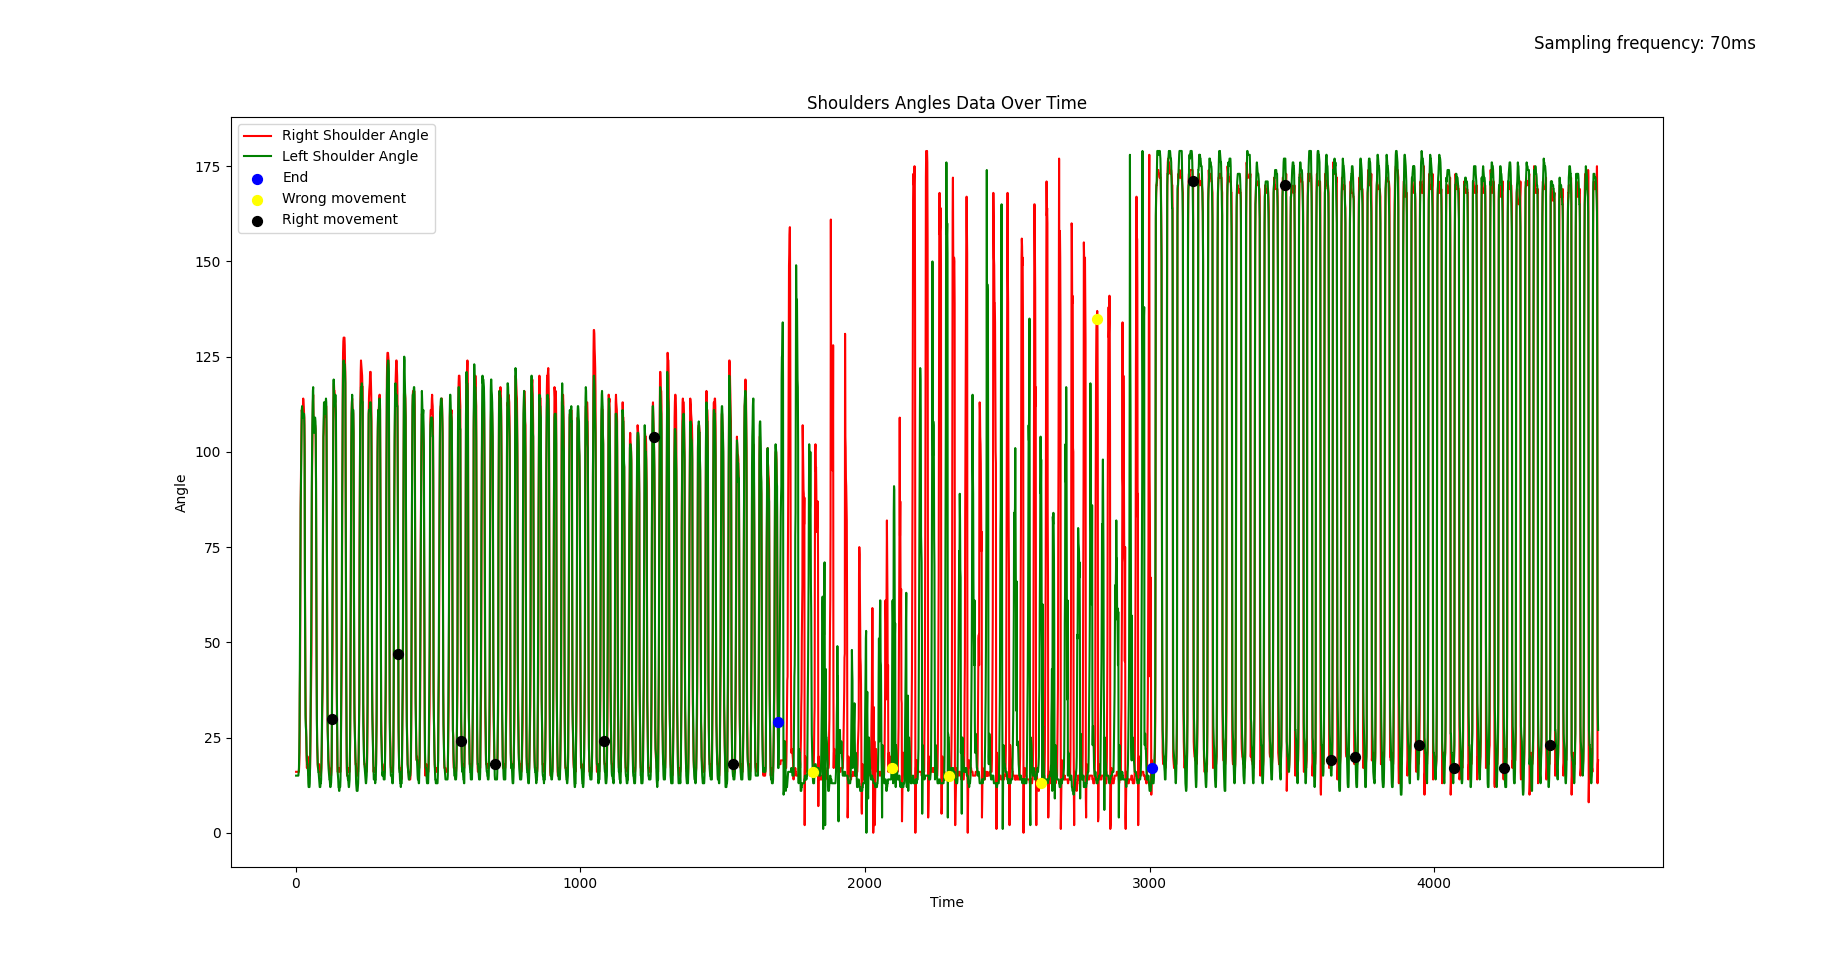 Sampling frequency: 70ms
Shoulders Angles Data Over Time
Right Shoulder Angle
Left Shoulder Angle
End
Wrong movement
Right movement
175
150
125
100
75
50
25
0
Angle
0 1000 2000 3000 4000
Time